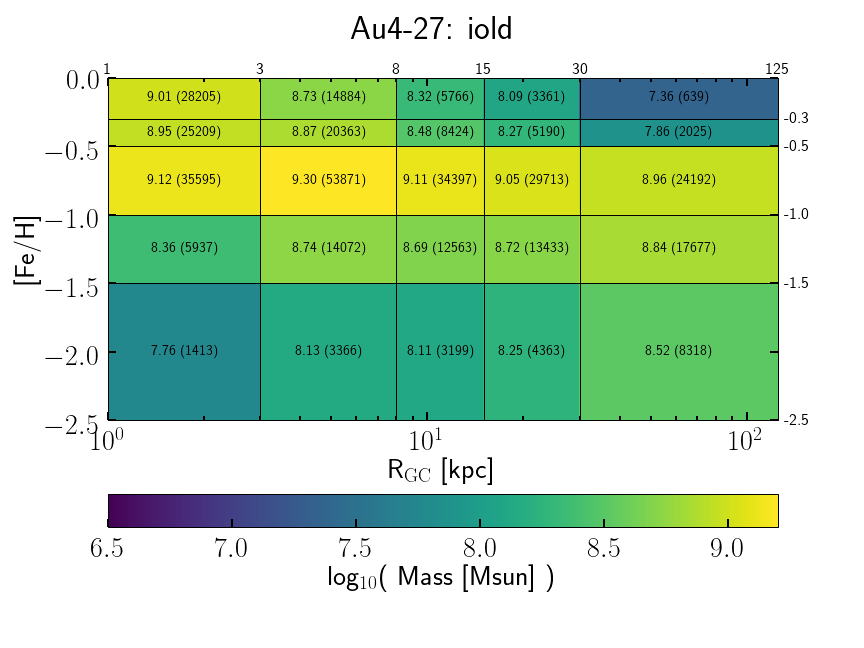 Au4-27: iold
1 3 8 15 30 125
0.0 9.01 (28205) 8.73 (14884) 8.32 (5766) 8.09 (3361) 7.36 (639)
-0.3
8.95 (25209) 8.87 (20363) 8.48 (8424) 8.27 (5190) 7.86 (2025)
−0.5 -0.5
9.12 (35595) 9.30 (53871) 9.11 (34397) 9.05 (29713) 8.96 (24192)
−1.0 -1.0
[Fe/H]
8.36 (5937) 8.74 (14072) 8.69 (12563) 8.72 (13433) 8.84 (17677)
−1.5 -1.5
−2.0 7.76 (1413) 8.13 (3366) 8.11 (3199) 8.25 (4363) 8.52 (8318)
−2.5 -2.5
10⁰ 10¹ 10²
R_GC [kpc]
6.5 7.0 7.5 8.0 8.5 9.0
log₁₀( Mass [Msun] )